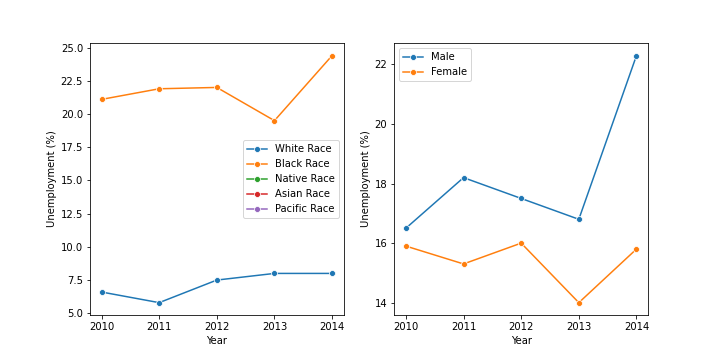 25.0
22.5
20.0
17.5
15.0
12.5
10.0
7.5
5.0
Unemployment (%)
White Race
Black Race
Native Race
Asian Race
Pacific Race
2010 2011 2012 2013 2014
Year
22
20
18
16
14
Unemployment (%)
Male
Female
2010 2011 2012 2013 2014
Year